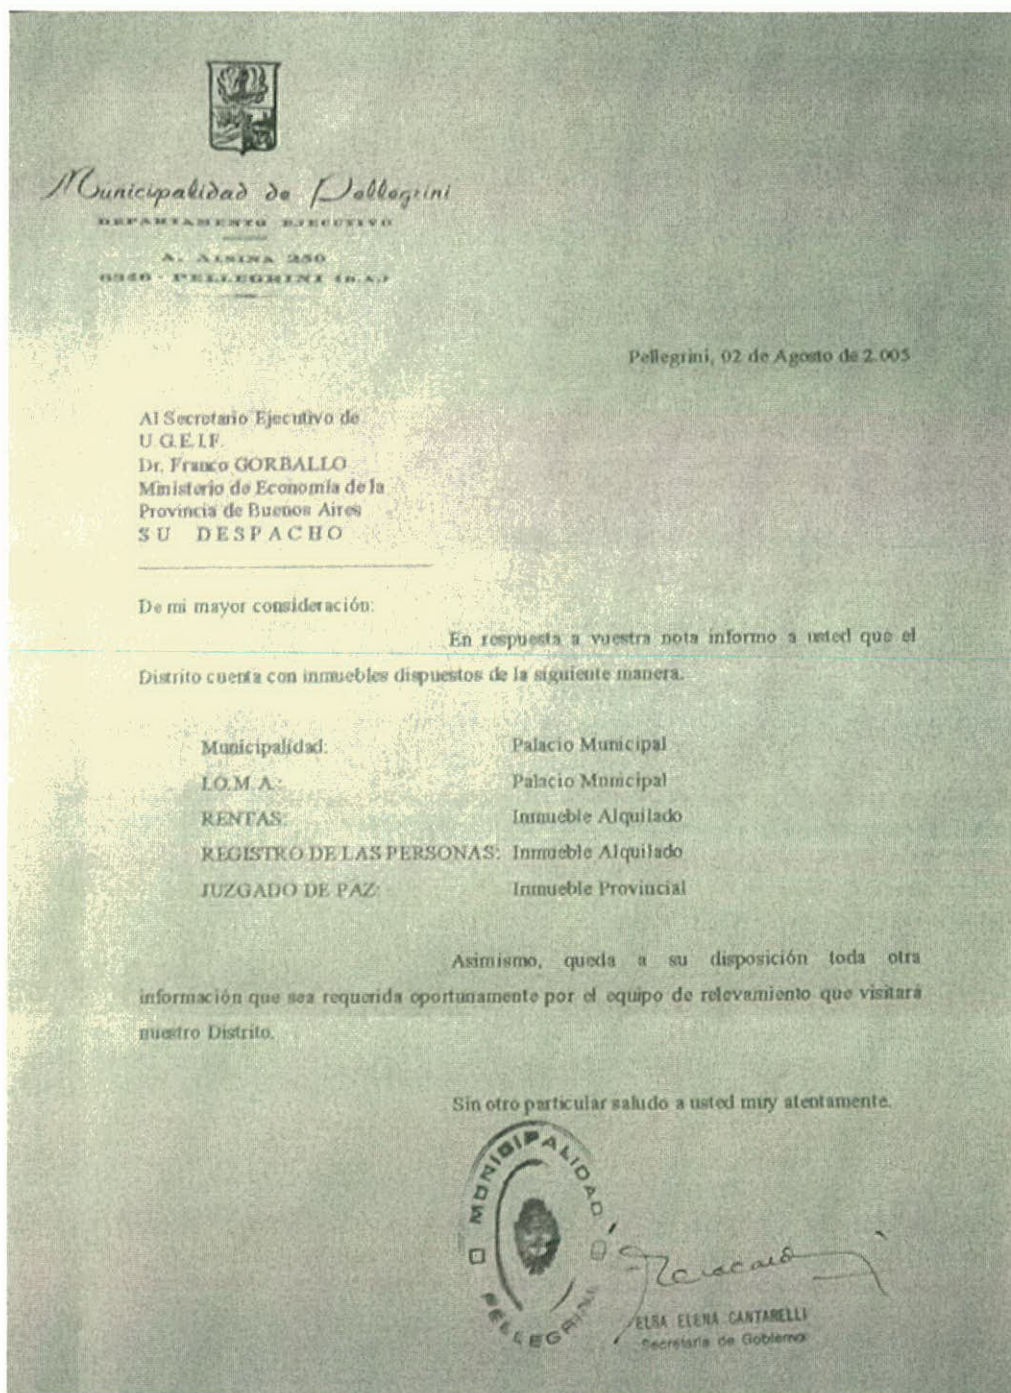 Municipalidad de Pellegrini
DEPARTAMENTO EJECUTIVO
A. ALSINA 250
6346 - PELLEGRINI (B.A.)
Pellegrini, 02 de Agosto de 2.005
Al Secretario Ejecutivo de
U.G.E.I.F.
Dr. Franco GORBALLO
Ministerio de Economía de la
Provincia de Buenos Aires
SU DESPACHO
De mi mayor consideración:
En respuesta a vuestra nota informo a usted que el
Distrito cuenta con inmuebles dispuestos de la siguiente manera.
Municipalidad: Palacio Municipal
I.O.M.A.: Palacio Municipal
RENTAS: Inmueble Alquilado
REGISTRO DE LAS PERSONAS: Inmueble Alquilado
JUZGADO DE PAZ: Inmueble Provincial
Asimismo, queda a su disposición toda otra
información que sea requerida oportunamente por el equipo de relevamiento que visitará
nuestro Distrito.
Sin otro particular saludo a usted muy atentamente.
MUNICIPALIDAD
PELLEGRINI
ELSA ELENA CANTARELLI
Secretaria de Gobierno